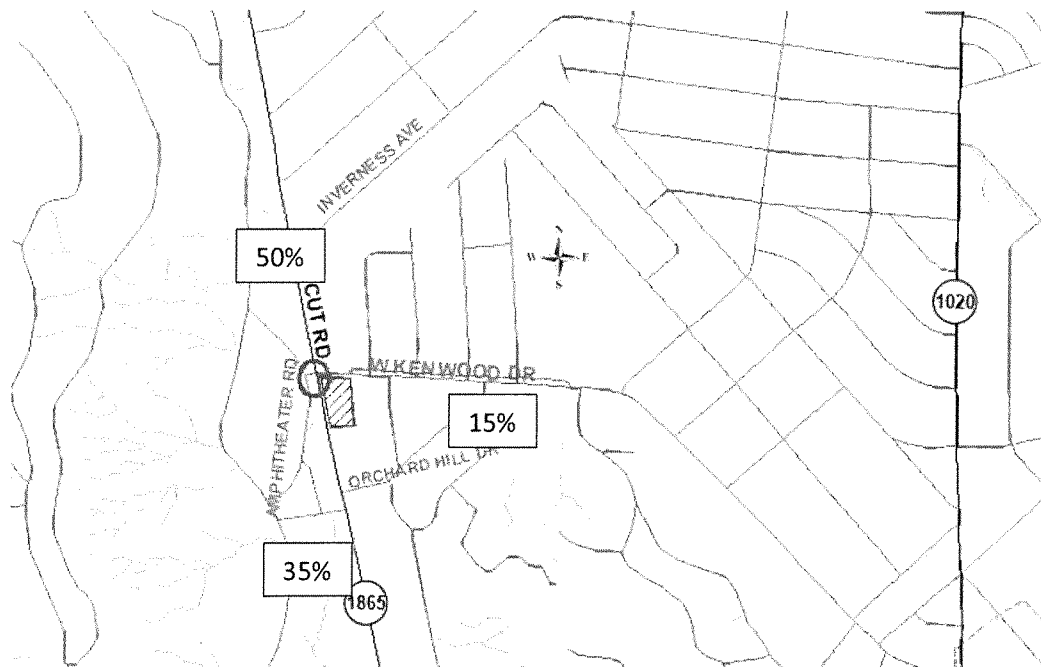 INVERNESS AVE
50%
N
W E
S
CUT RD
1020
W KENWOOD DR
AMPHITHEATER RD
15%
ORCHARD HILL DR
35%
1865